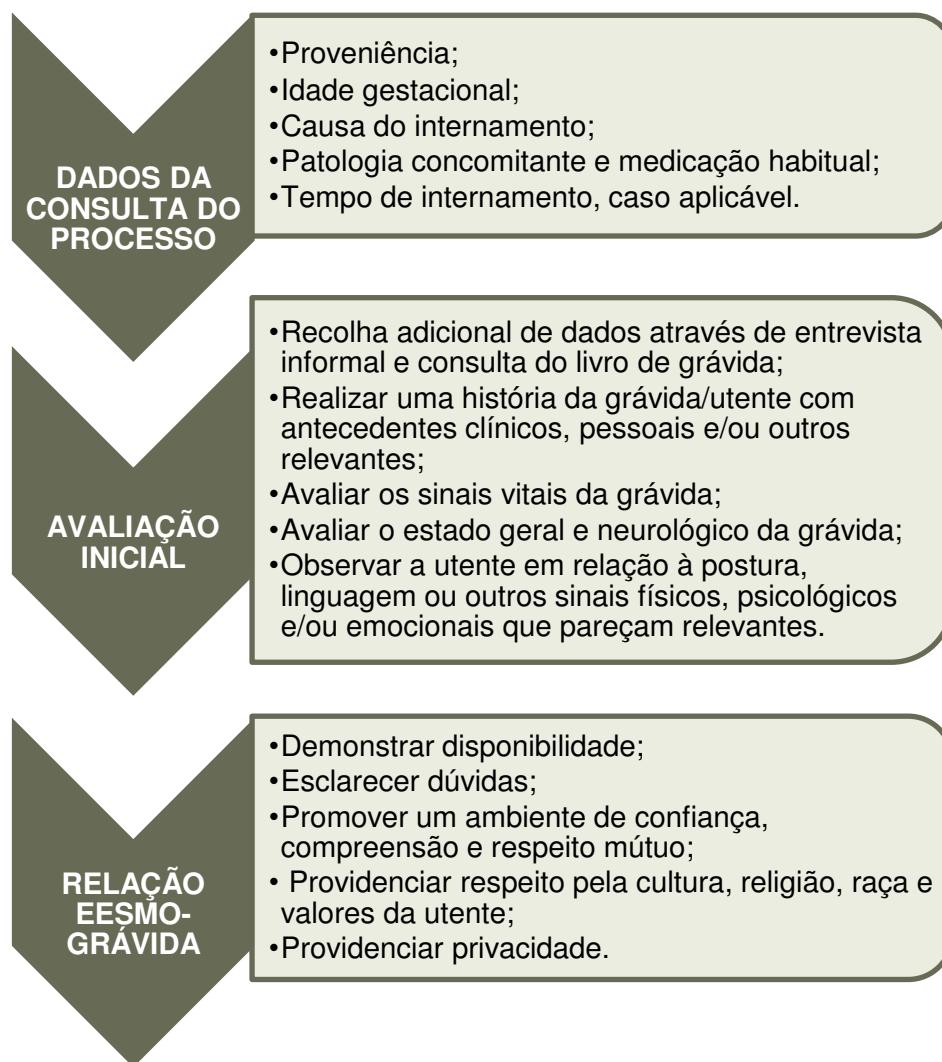 DADOS DA
CONSULTA DO
PROCESSO
•Proveniência;
•Idade gestacional;
•Causa do internamento;
•Patologia concomitante e medicação habitual;
•Tempo de internamento, caso aplicável.
AVALIAÇÃO
INICIAL
•Recolha adicional de dados através de entrevista
informal e consulta do livro de grávida;
•Realizar uma história da grávida/utente com
antecedentes clínicos, pessoais e/ou outros
relevantes;
•Avaliar os sinais vitais da grávida;
•Avaliar o estado geral e neurológico da grávida;
•Observar a utente em relação à postura,
linguagem ou outros sinais físicos, psicológicos
e/ou emocionais que pareçam relevantes.
RELAÇÃO
EESMO-
GRÁVIDA
•Demonstrar disponibilidade;
•Esclarecer dúvidas;
•Promover um ambiente de confiança,
compreensão e respeito mútuo;
• Providenciar respeito pela cultura, religião, raça e
valores da utente;
•Providenciar privacidade.